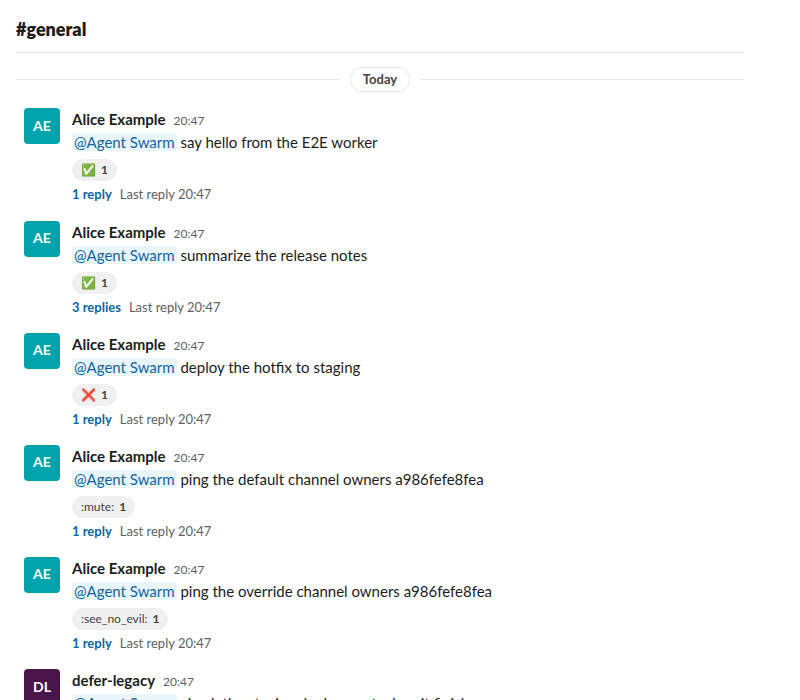 #general
Today
AE
Alice Example 20:47
@Agent Swarm say hello from the E2E worker
✅ 1
1 reply Last reply 20:47
AE
Alice Example 20:47
@Agent Swarm summarize the release notes
✅ 1
3 replies Last reply 20:47
AE
Alice Example 20:47
@Agent Swarm deploy the hotfix to staging
❌ 1
1 reply Last reply 20:47
AE
Alice Example 20:47
@Agent Swarm ping the default channel owners a986fefe8fea
:mute: 1
1 reply Last reply 20:47
AE
Alice Example 20:47
@Agent Swarm ping the override channel owners a986fefe8fea
:see_no_evil: 1
1 reply Last reply 20:47
DL
defer-legacy 20:47